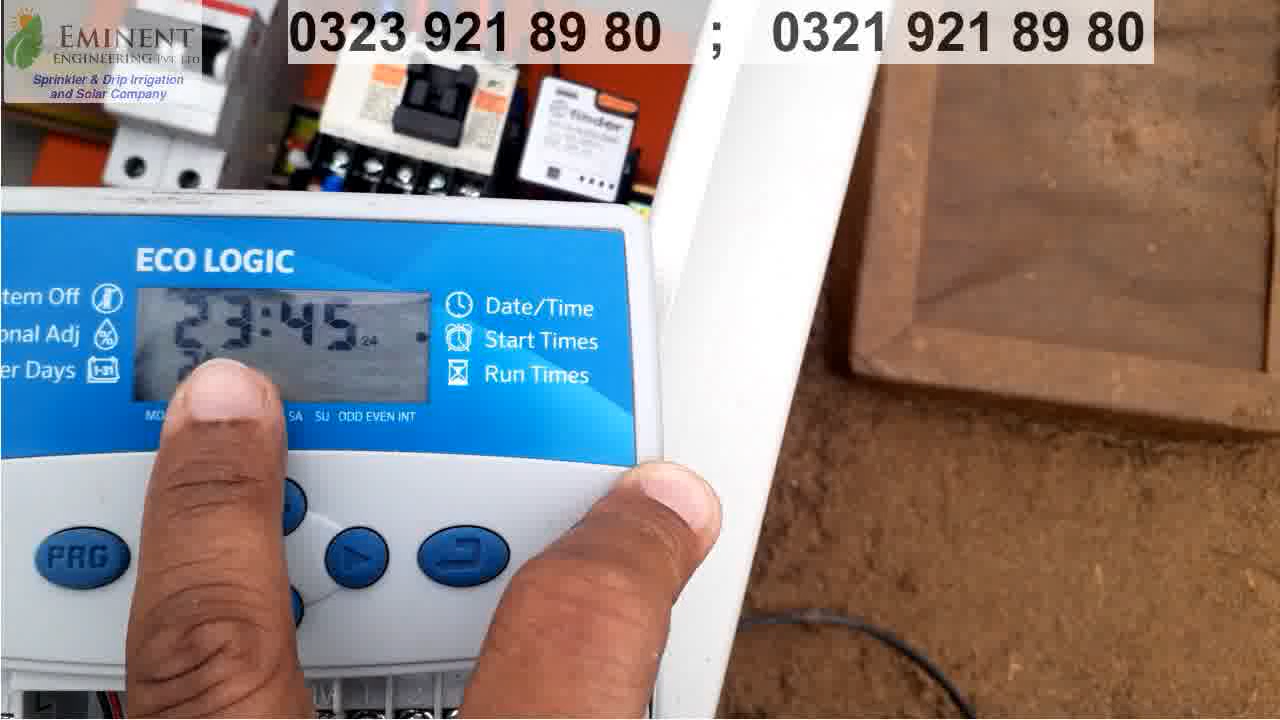 EMINENT
ENGINEERING PVT. LTD
Sprinkler & Drip Irrigation
and Solar Company
0323 921 89 80 ; 0321 921 89 80
finder
ECO LOGIC
tem Off
onal Adj
er Days
23:45
24
Date/Time
Start Times
Run Times
MO
SA SU ODD EVEN INT
PRG